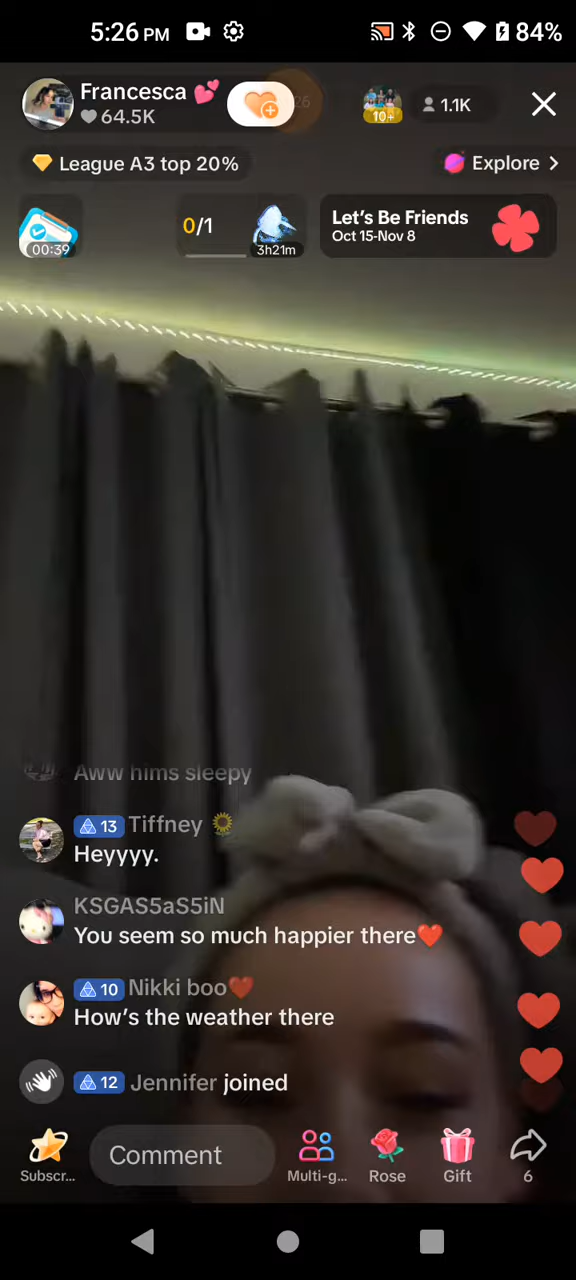 5:26 PM
84%
Francesca 💕
64.5K
10+
1.1K
League A3 top 20%
Explore >
00:39
0/1
3h21m
Let's Be Friends
Oct 15-Nov 8
Aww hims sleepy
13 Tiffney 🌻
Heyyyy.
KSGAS5aS5iN
You seem so much happier there❤️
10 Nikki boo❤️
How's the weather there
12 Jennifer joined
Comment
Subscr...
Multi-g...
Rose
Gift
6